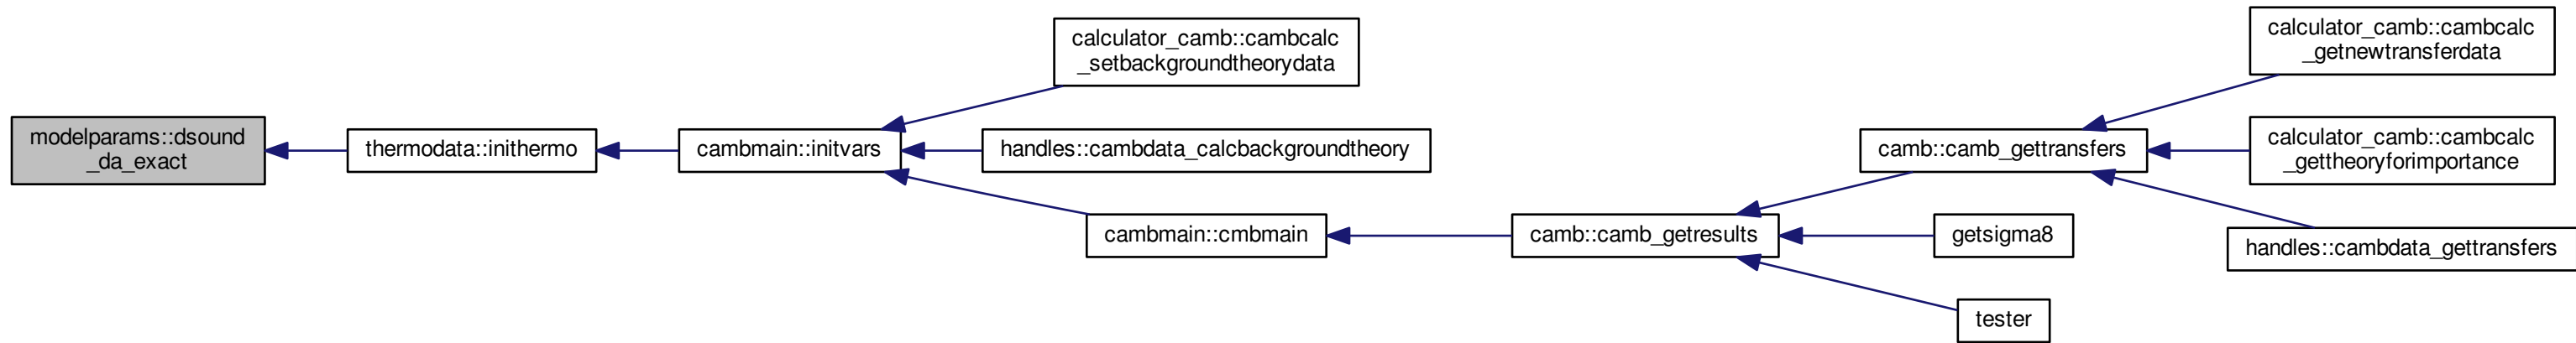 modelparams::dsound
_da_exact
thermodata::inithermo
cambmain::initvars
calculator_camb::cambcalc
_setbackgroundtheorydata
handles::cambdata_calcbackgroundtheory
cambmain::cmbmain
camb::camb_getresults
camb::camb_gettransfers
getsigma8
tester
calculator_camb::cambcalc
_getnewtransferdata
calculator_camb::cambcalc
_gettheoryforimportance
handles::cambdata_gettransfers